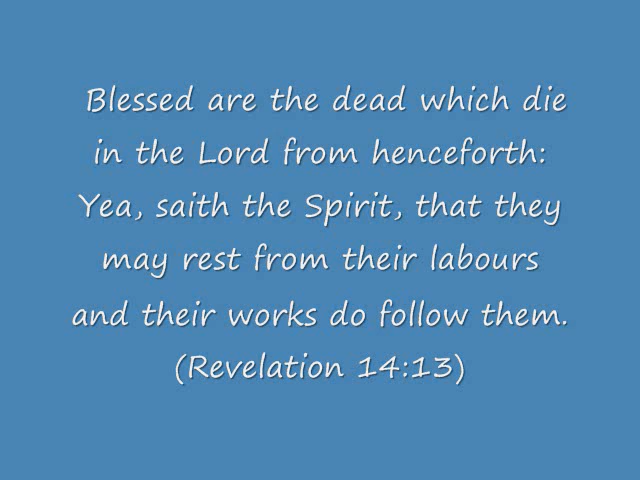 Blessed are the dead which die
in the Lord from henceforth:
Yea, saith the Spirit, that they
may rest from their labours
and their works do follow them.
(Revelation 14:13)